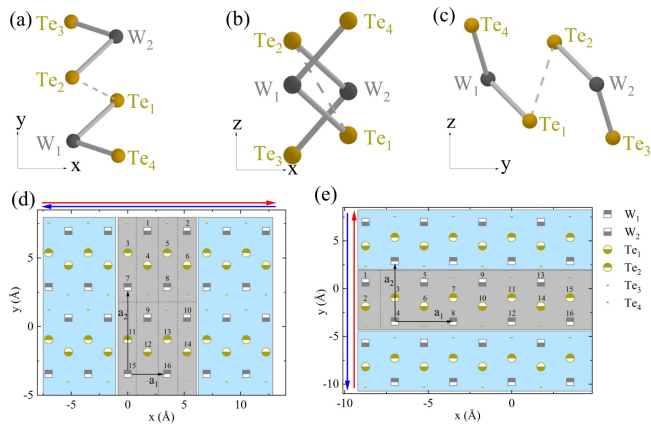 (a)
Te₃
W₂
Te₂
Te₁
W₁
Te₄
y
x
(b)
Te₂
Te₄
W₁
W₂
Te₃
Te₁
z
x
(c)
Te₄
Te₂
W₁
W₂
Te₁
Te₃
z
y
(d)
1 2
3 5
4 6
7 8
a₂
9 10
11 13
12 14
15 16
a₁
5
0
-5
y (Å)
-7.5 0 5 10
x (Å)
(e)
1 5 9 13
3 7 11 15
2 6 10 14
4 8 12 16
a₂
a₁
5
0
-5
-10
y (Å)
-10 -5 0 5
x (Å)
W₁
W₂
Te₁
Te₂
Te₃
Te₄